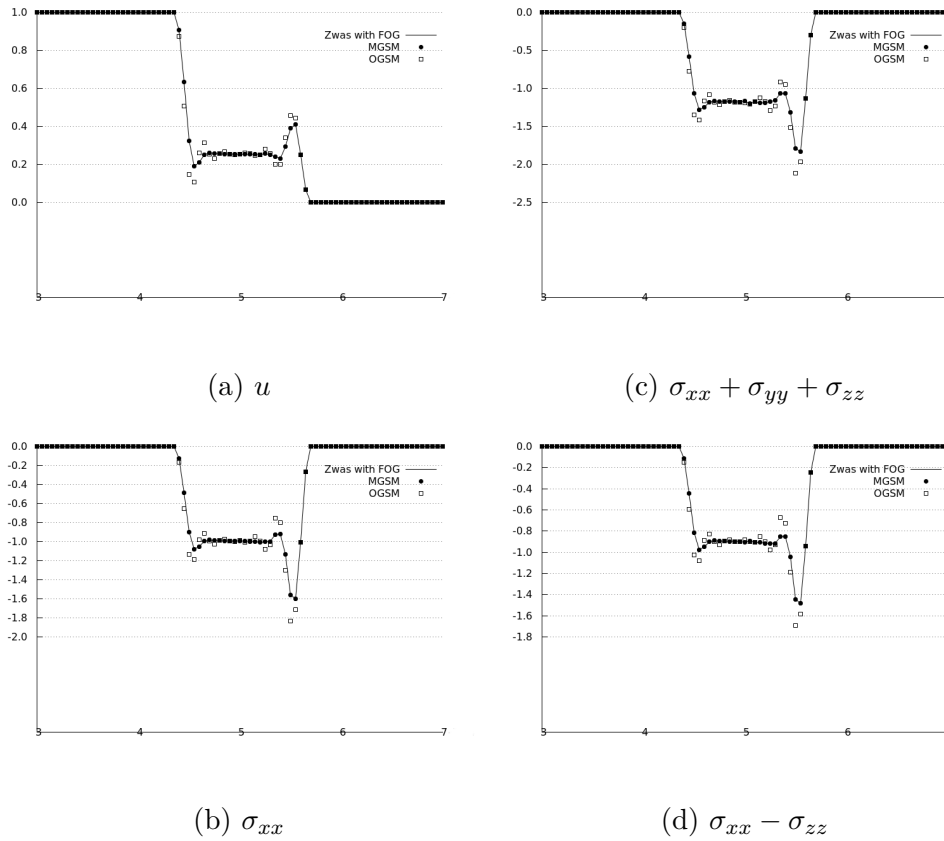 1.0
0.8
0.6
0.4
0.2
0.0
Zwas with FOG
MGSM
OGSM
3 4 5 6 7
(a) u
0.0
-0.5
-1.0
-1.5
-2.0
-2.5
Zwas with FOG
MGSM
OGSM
3 4 5 6
(c) σxx + σyy + σzz
0.0
-0.2
-0.4
-0.6
-0.8
-1.0
-1.2
-1.4
-1.6
-1.8
-2.0
Zwas with FOG
MGSM
OGSM
3 4 5 6 7
(b) σxx
0.0
-0.2
-0.4
-0.6
-0.8
-1.0
-1.2
-1.4
-1.6
-1.8
Zwas with FOG
MGSM
OGSM
3 4 5 6
(d) σxx − σzz